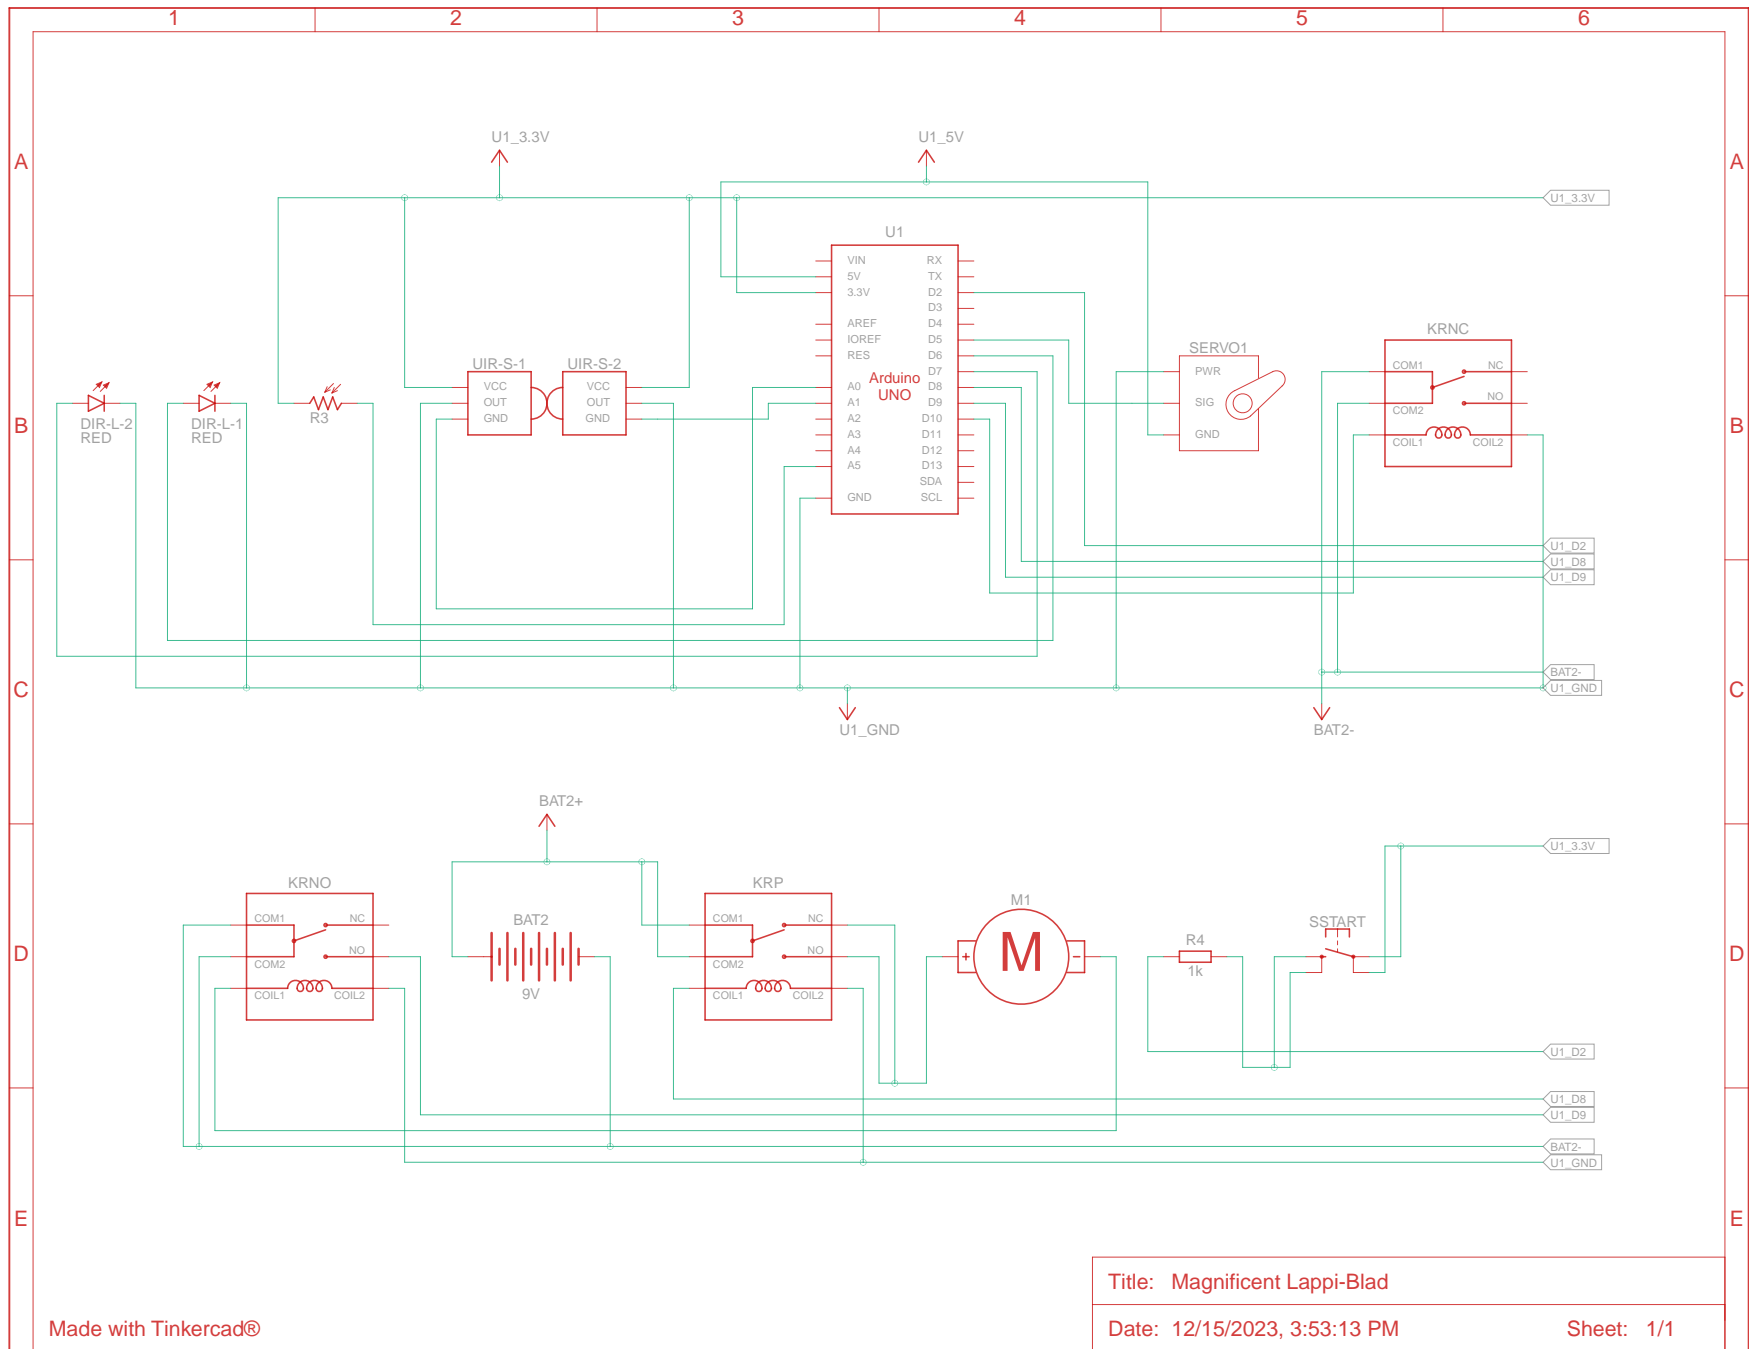 1 2 3 4 5 6
A A
U1_3.3V U1_5V
U1_3.3V
U1
VIN RX
5V TX
3.3V D2
D3
AREF D4
IOREF D5
RES D6
D7
A0 D8
A1 D9
A2 D10
A3 D11
A4 D12
A5 D13
SDA
GND SCL
Arduino
UNO
B B
DIR-L-2
RED
DIR-L-1
RED
R3
UIR-S-1
VCC
OUT
GND
UIR-S-2
VCC
OUT
GND
SERVO1
PWR
SIG
GND
KRNC
COM1 NC
NO
COM2
COIL1 COIL2
U1_D2
U1_D8
U1_D9
C C
BAT2-
U1_GND
U1_GND
BAT2-
BAT2+
U1_3.3V
D D
KRNO
COM1 NC
NO
COM2
COIL1 COIL2
BAT2
9V
KRP
COM1 NC
NO
COM2
COIL1 COIL2
M1
+ M -
R4
1k
SSTART
U1_D2
U1_D8
U1_D9
BAT2-
U1_GND
E E
Title: Magnificent Lappi-Blad
Made with Tinkercad®
Date: 12/15/2023, 3:53:13 PM Sheet: 1/1